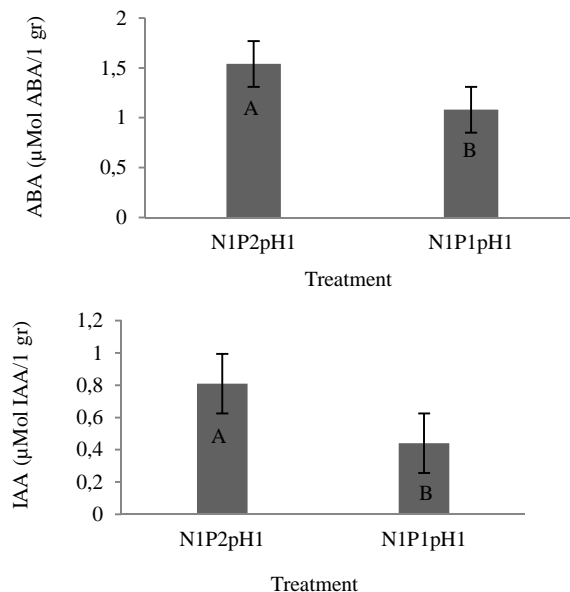 ABA (µMol ABA/1 gr)
2
1,5
1
0,5
0
A
B
N1P2pH1 N1P1pH1
Treatment
IAA (µMol IAA/1 gr)
1,2
1
0,8
0,6
0,4
0,2
0
A
B
N1P2pH1 N1P1pH1
Treatment